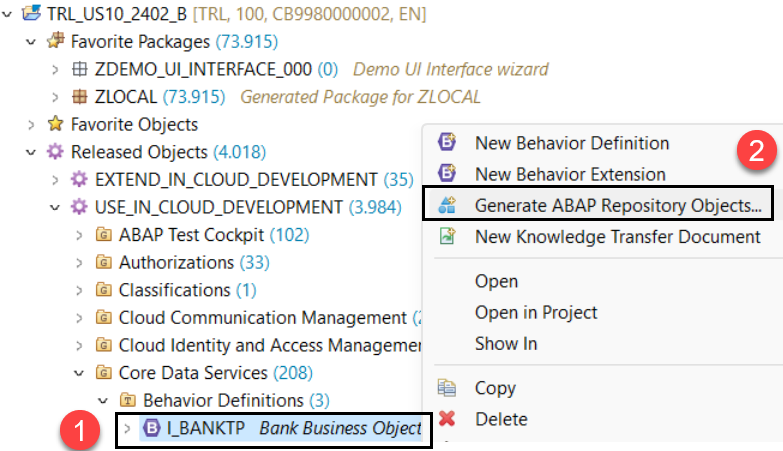 TRL_US10_2402_B [TRL, 100, CB9980000002, EN]
Favorite Packages (73.915)
ZDEMO_UI_INTERFACE_000 (0) Demo UI Interface wizard
ZLOCAL (73.915) Generated Package for ZLOCAL
Favorite Objects
Released Objects (4.018)
EXTEND_IN_CLOUD_DEVELOPMENT (35)
USE_IN_CLOUD_DEVELOPMENT (3.984)
G ABAP Test Cockpit (102)
G Authorizations (33)
G Classifications (1)
G Cloud Communication Management (
G Cloud Identity and Access Managemer
G Core Data Services (208)
T Behavior Definitions (3)
1 B I_BANKTP Bank Business Object
B New Behavior Definition
2
B New Behavior Extension
Generate ABAP Repository Objects...
New Knowledge Transfer Document
Open
Open in Project
Show In
Copy
Delete